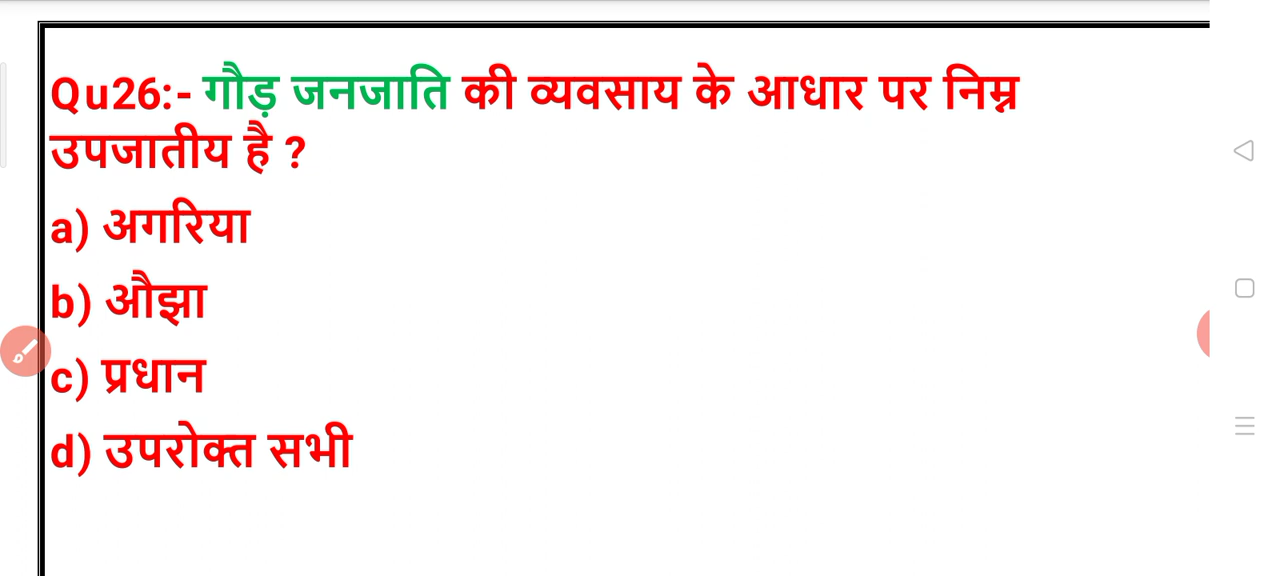 Qu26:- गौड़ जनजाति की व्यवसाय के आधार पर निम्न
उपजातीय है ?
a) अगरिया
b) औझा
c) प्रधान
d) उपरोक्त सभी